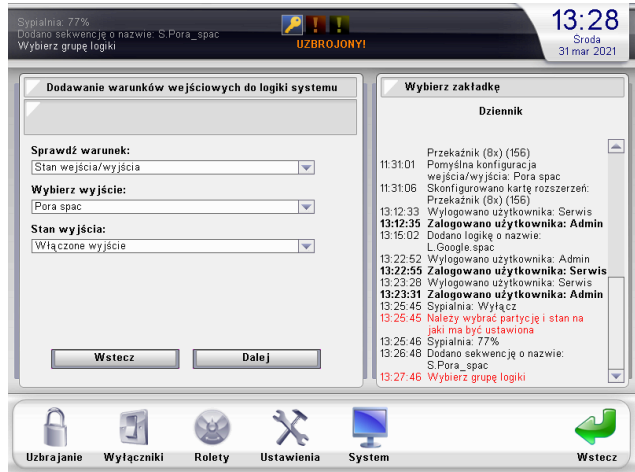 Sypialnia: 77%
Dodano sekwencję o nazwie: S.Pora_spac
Wybierz grupę logiki
UZBROJONY!
13:28
Środa
31 mar 2021
Dodawanie warunków wejściowych do logiki systemu
Sprawdź warunek:
Stan wejścia/wyjścia
Wybierz wyjście:
Pora spac
Stan wyjścia:
Włączone wyjście
Wstecz
Dalej
Wybierz zakładkę
Dziennik
Przekaźnik (8x) (156)
11:31:01 Pomyślna konfiguracja
wejścia/wyjścia: Pora spac
11:31:06 Skonfigurowano kartę rozszerzeń:
Przekaźnik (8x) (156)
13:12:33 Wylogowano użytkownika: Serwis
13:12:35 Zalogowano użytkownika: Admin
13:15:02 Dodano logikę o nazwie:
L.Google.spac
13:22:52 Wylogowano użytkownika: Admin
13:22:55 Zalogowano użytkownika: Serwis
13:23:28 Wylogowano użytkownika: Serwis
13:23:31 Zalogowano użytkownika: Admin
13:25:45 Sypialnia: Wyłącz
13:25:45 Należy wybrać partycję i stan na
jaki ma być ustawiona
13:25:46 Sypialnia: 77%
13:26:48 Dodano sekwencję o nazwie:
S.Pora_spac
13:27:46 Wybierz grupę logiki
Uzbrajanie
Wyłączniki
Rolety
Ustawienia
System
Wstecz